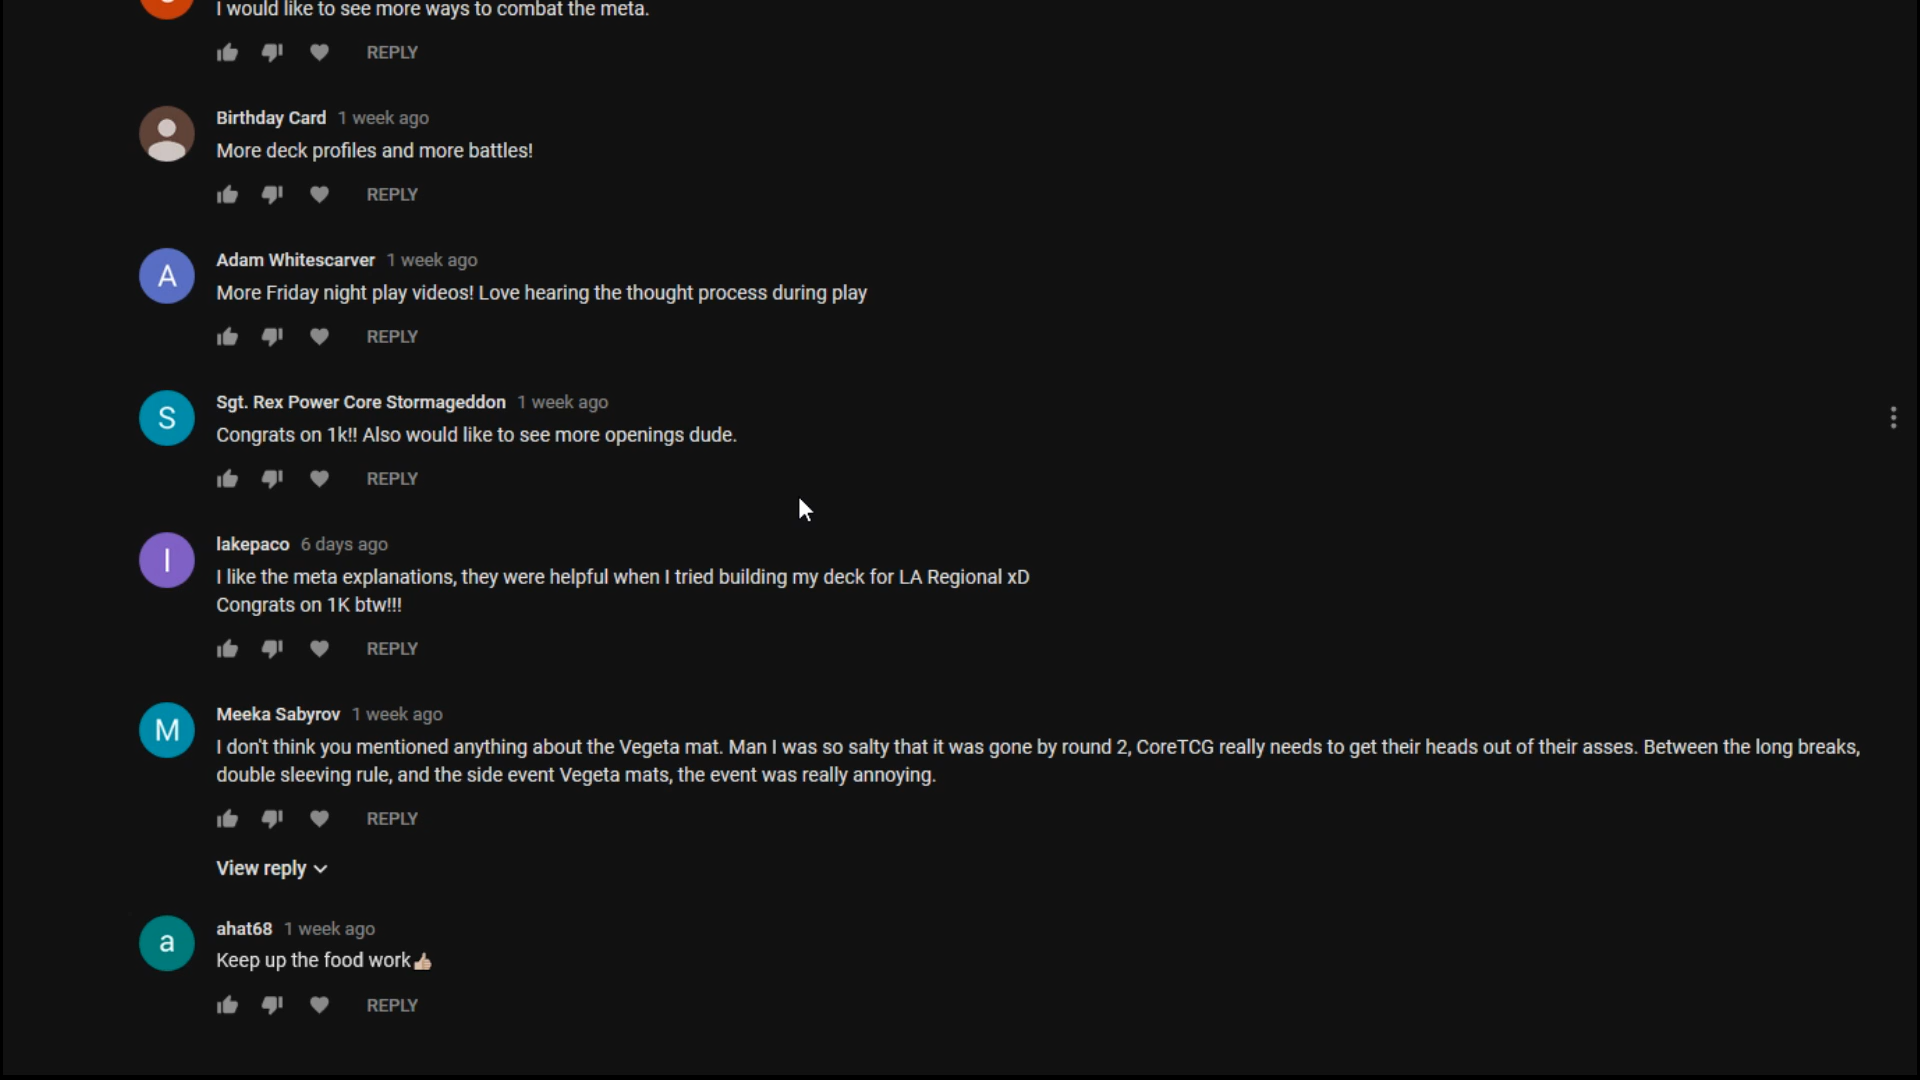 I would like to see more ways to combat the meta.
REPLY
Birthday Card 1 week ago
More deck profiles and more battles!
REPLY
A
Adam Whitescarver 1 week ago
More Friday night play videos! Love hearing the thought process during play
REPLY
S
Sgt. Rex Power Core Stormageddon 1 week ago
Congrats on 1k!! Also would like to see more openings dude.
REPLY
l
lakepaco 6 days ago
I like the meta explanations, they were helpful when I tried building my deck for LA Regional xD
Congrats on 1K btw!!!
REPLY
M
Meeka Sabyrov 1 week ago
I don't think you mentioned anything about the Vegeta mat. Man I was so salty that it was gone by round 2, CoreTCG really needs to get their heads out of their asses. Between the long breaks,
double sleeving rule, and the side event Vegeta mats, the event was really annoying.
REPLY
View reply
a
ahat68 1 week ago
Keep up the food work👍🏼
REPLY